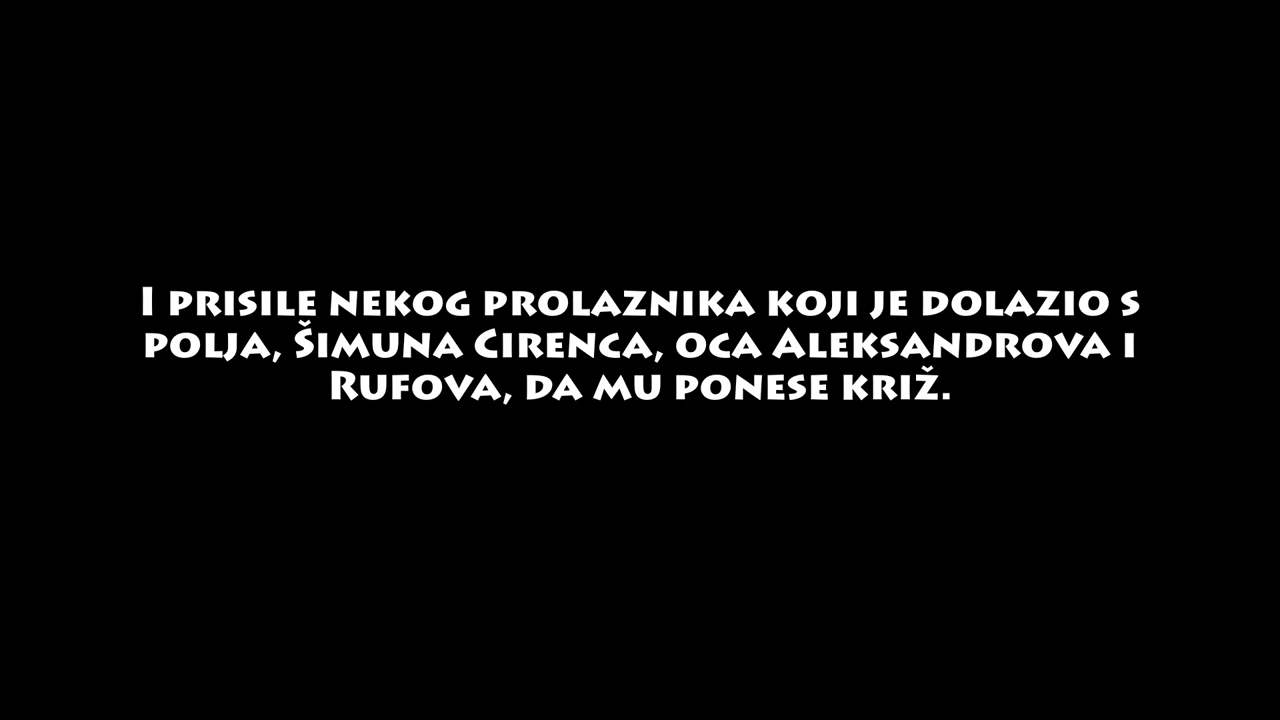 I prisile nekog prolaznika koji je dolazio s
polja, Šimuna Cirenca, oca Aleksandrova i
Rufova, da mu ponese križ.